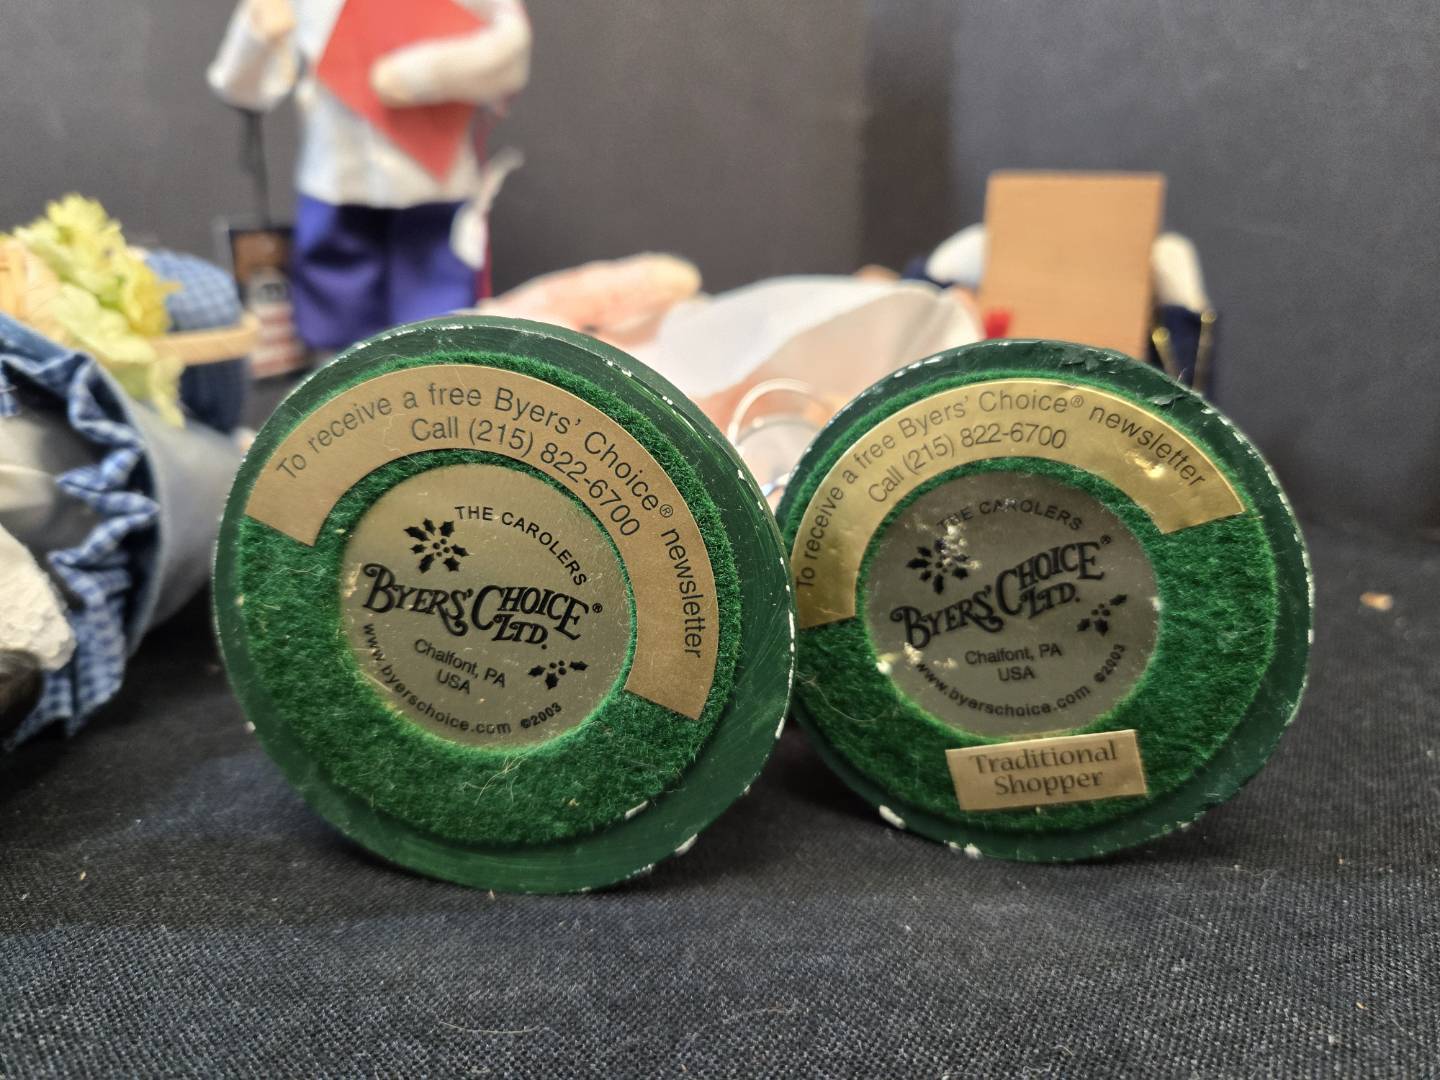 To receive a free Byers' Choice® newsletter
Call (215) 822-6700
THE CAROLERS
BYERS' CHOICE®
LTD.
Chalfont, PA
USA
www.byerschoice.com ©2003
To receive a free Byers' Choice® newsletter
Call (215) 822-6700
THE CAROLERS
BYERS' CHOICE®
LTD.
Chalfont, PA
USA
www.byerschoice.com ©2003
Traditional
Shopper